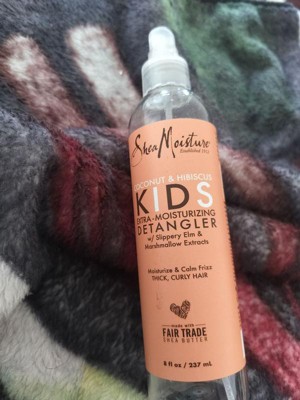 SheaMoisture
Established 1912
COCONUT & HIBISCUS
KIDS
EXTRA-MOISTURIZING
DETANGLER
w/ Slippery Elm &
Marshmallow Extracts
Moisturize & Calm Frizz
THICK, CURLY HAIR
made with
FAIR TRADE
SHEA BUTTER
8 fl oz / 237 mL